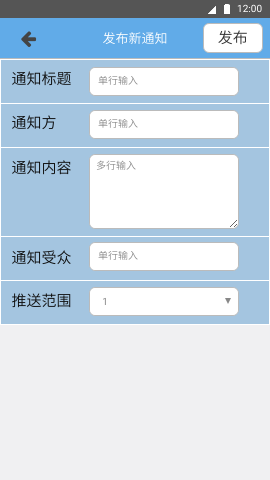 12:00
发布新通知
发布
通知标题 单行输入
通知方 单行输入
通知内容 多行输入
通知受众 单行输入
推送范围 1